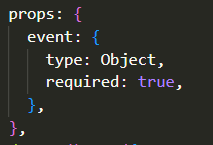 props: {
  event: {
    type: Object,
    required: true,
  },
},